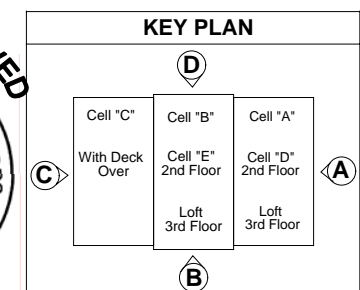 KEY PLAN
D
Cell "C"
With Deck
Over
Cell "B"
Cell "E"
2nd Floor
Loft
3rd Floor
Cell "A"
Cell "D"
2nd Floor
Loft
3rd Floor
C
A
B